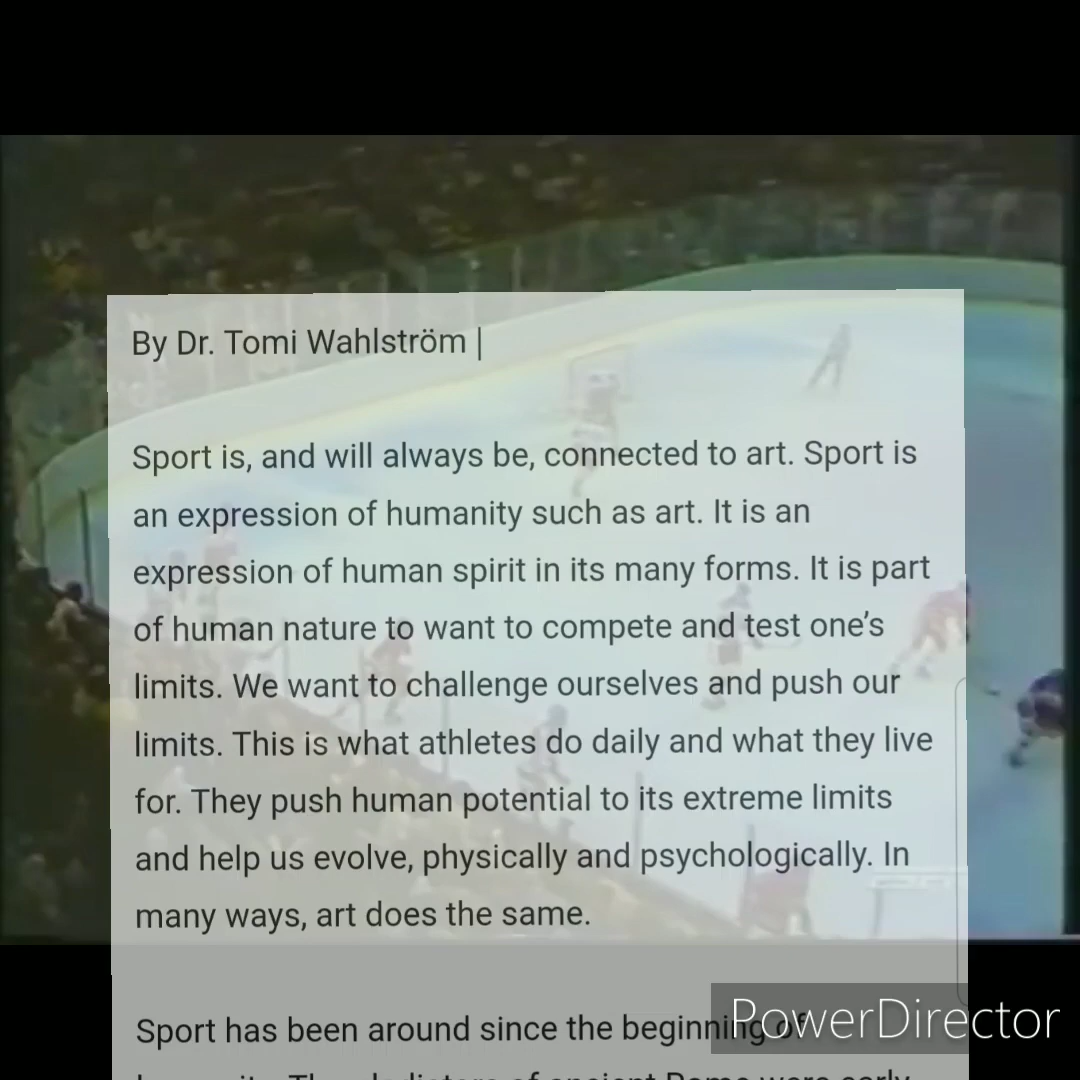 By Dr. Tomi Wahlström |
Sport is, and will always be, connected to art. Sport is
an expression of humanity such as art. It is an
expression of human spirit in its many forms. It is part
of human nature to want to compete and test one’s
limits. We want to challenge ourselves and push our
limits. This is what athletes do daily and what they live
for. They push human potential to its extreme limits
and help us evolve, physically and psychologically. In
many ways, art does the same.
Sport has been around since the beginning of
PowerDirector